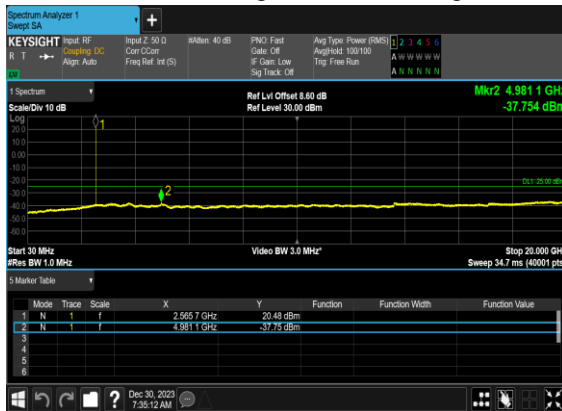 Spectrum Analyzer 1
Swept SA
KEYSIGHT Input: RF Input Z: 50 Ω #Atten: 40 dB PNO: Fast Avg Type: Power (RMS) 1 2 3 4 5 6
R T Coupling: DC Corr CCorr Gate: Off Avg|Hold: 100/100 A W W W W W
Align: Auto Freq Ref: Int (S) IF Gain: Low Trig: Free Run
LXI Sig Track: Off A N N N N N
1 Spectrum Ref Lvl Offset 8.60 dB Mkr2 4.981 1 GHz
Scale/Div 10 dB Ref Level 30.00 dBm -37.754 dBm
Log
20.0 1
10.0
0.00
-10.0
-20.0 DL1 -25.00 dBm
-30.0 2
-40.0
-50.0
-60.0
Start 30 MHz Video BW 3.0 MHz* Stop 20.000 GH
#Res BW 1.0 MHz Sweep 34.7 ms (40001 pts
5 Marker Table
Mode Trace Scale X Y Function Function Width Function Value
1 N 1 f 2.565 7 GHz 20.48 dBm
2 N 1 f 4.981 1 GHz -37.75 dBm
3
4
5
6
? Dec 30, 2023
7:35:12 AM